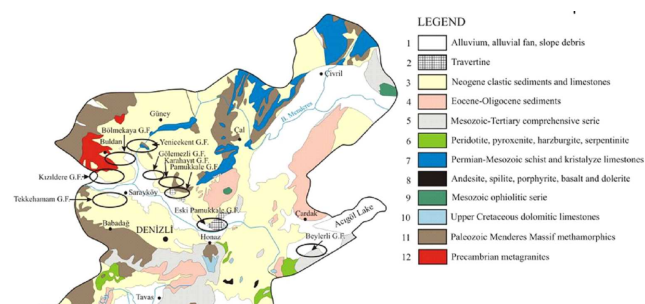 LEGEND
1 Alluvium, alluvial fan, slope debris
2 Travertine
3 Neogene clastic sediments and limestones
4 Eocene-Oligocene sediments
5 Mesozoic-Tertiary comprehensive serie
6 Peridotite, pyroxenite, harzburgite, serpentinite
7 Permian-Mesozoic schist and kristalyze limestones
8 Andesite, spilite, porphyrite, basalt and dolerite
9 Mesozoic ophiolitic serie
10 Upper Cretaceous dolomitic limestones
11 Paleozoic Menderes Massif methamorphics
12 Precambrian metagranites
Çivril
B. Menderes
Güney
Çal
Bölmekaya G.F.
Buldan
Yenicekent G.F.
Gölemezli G.F.
Karahayıt G.F.
Pamukkale G.F.
Kızıldere G.F.
Tekkehamam G.F.
Sarayköy
Eski Pamukkale G.F.
Babadağ
DENİZLİ
Honaz
Çardak
Acıgöl Lake
Beylerli G.F.
Tavas